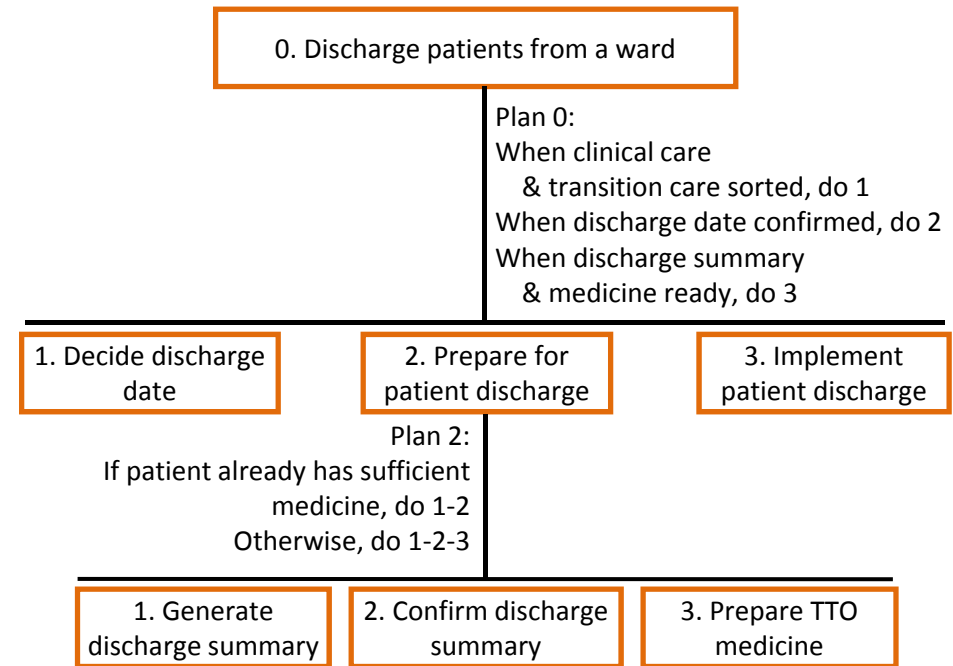 0. Discharge patients from a ward
Plan 0:
When clinical care
& transition care sorted, do 1
When discharge date confirmed, do 2
When discharge summary
& medicine ready, do 3
1. Decide discharge
date
2. Prepare for
patient discharge
3. Implement
patient discharge
Plan 2:
If patient already has sufficient
medicine, do 1-2
Otherwise, do 1-2-3
1. Generate
discharge summary
2. Confirm discharge
summary
3. Prepare TTO
medicine